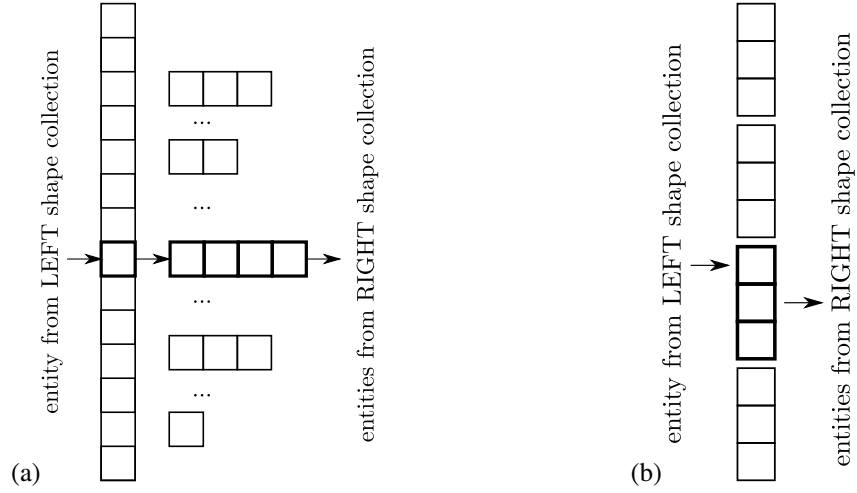 entity from LEFT shape collection
...
...
...
...
entities from RIGHT shape collection
(a)
entity from LEFT shape collection
entities from RIGHT shape collection
(b)